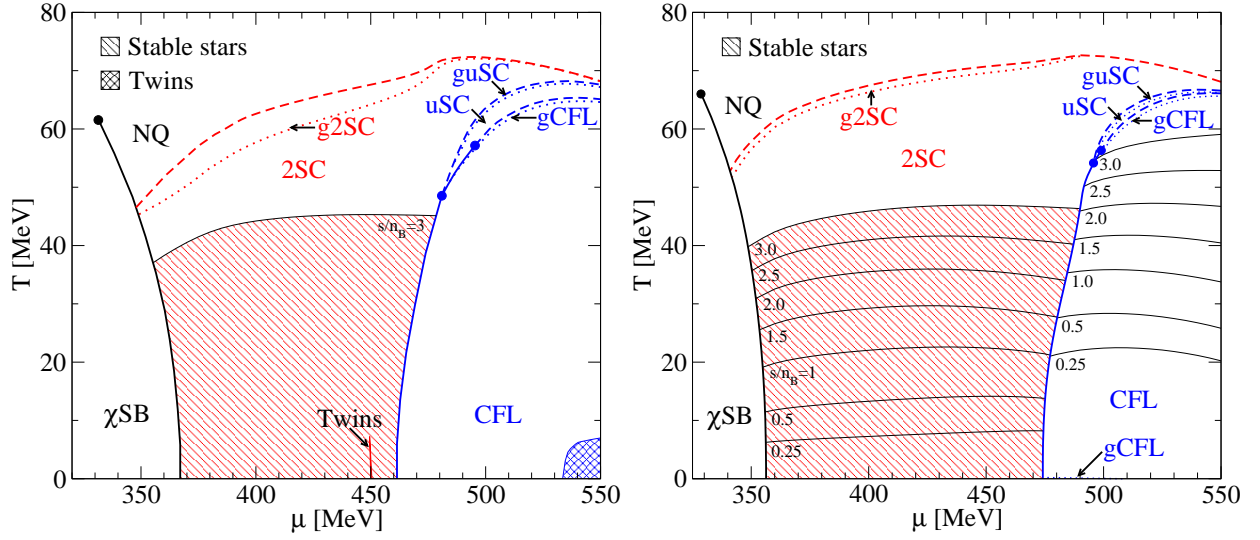 80
60
40
20
0
T [MeV]
Stable stars
Twins
NQ
g2SC
2SC
guSC
uSC
gCFL
s/n_B=3
χSB
Twins
CFL
350 400 450 500 550
μ [MeV]
80
60
40
20
0
T [MeV]
Stable stars
NQ
g2SC
2SC
guSC
uSC
gCFL
3.0
2.5
2.0
1.5
1.0
0.5
0.25
3.0
2.5
2.0
1.5
s/n_B=1
0.5
0.25
χSB
CFL
gCFL
350 400 450 500 550
μ [MeV]